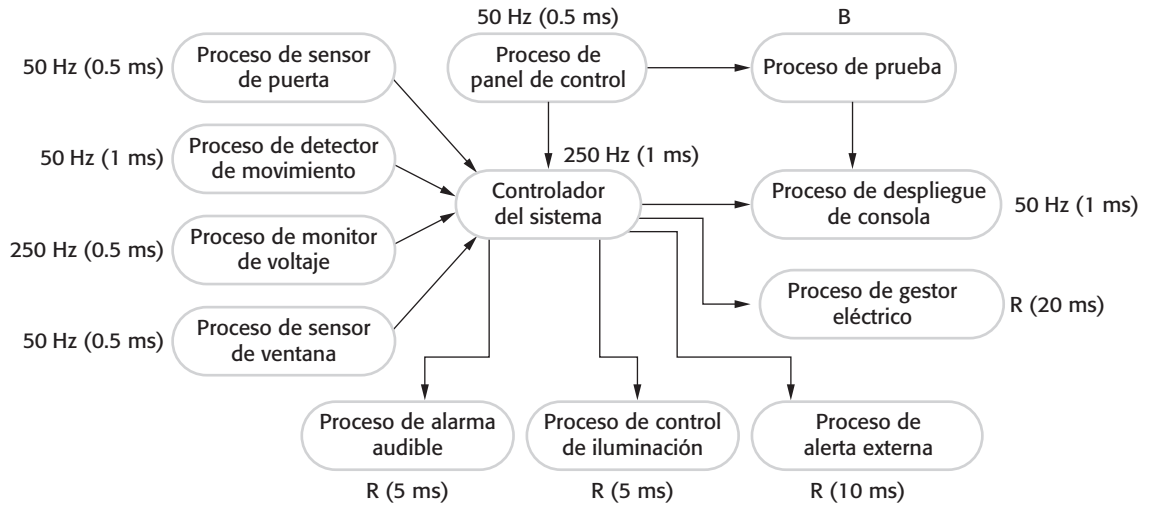 50 Hz (0.5 ms)
B
Proceso de sensor
de puerta
50 Hz (0.5 ms)
Proceso de
panel de control
Proceso de prueba
Proceso de detector
de movimiento
50 Hz (1 ms)
250 Hz (1 ms)
Controlador
del sistema
Proceso de despliegue
de consola
50 Hz (1 ms)
Proceso de monitor
de voltaje
250 Hz (0.5 ms)
Proceso de gestor
eléctrico
R (20 ms)
Proceso de sensor
de ventana
50 Hz (0.5 ms)
Proceso de alarma
audible
Proceso de control
de iluminación
Proceso de
alerta externa
R (5 ms)
R (5 ms)
R (10 ms)